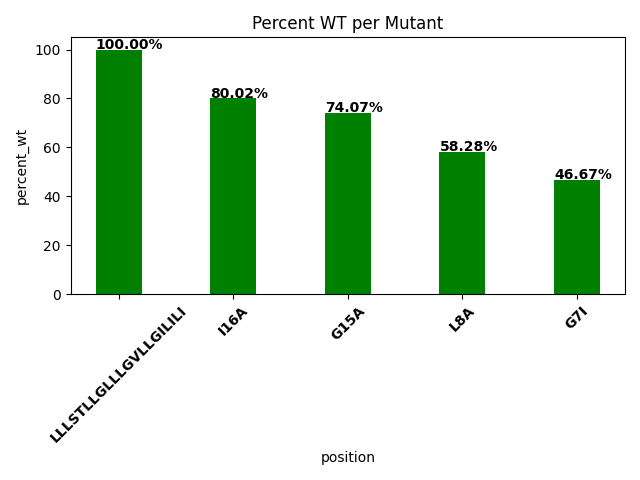 Percent WT per Mutant
percent_wt
100
80
60
40
20
0
100.00%
80.02%
74.07%
58.28%
46.67%
LLLSTLLGLLLGVLLGILILI
I16A
G15A
L8A
G7I
position